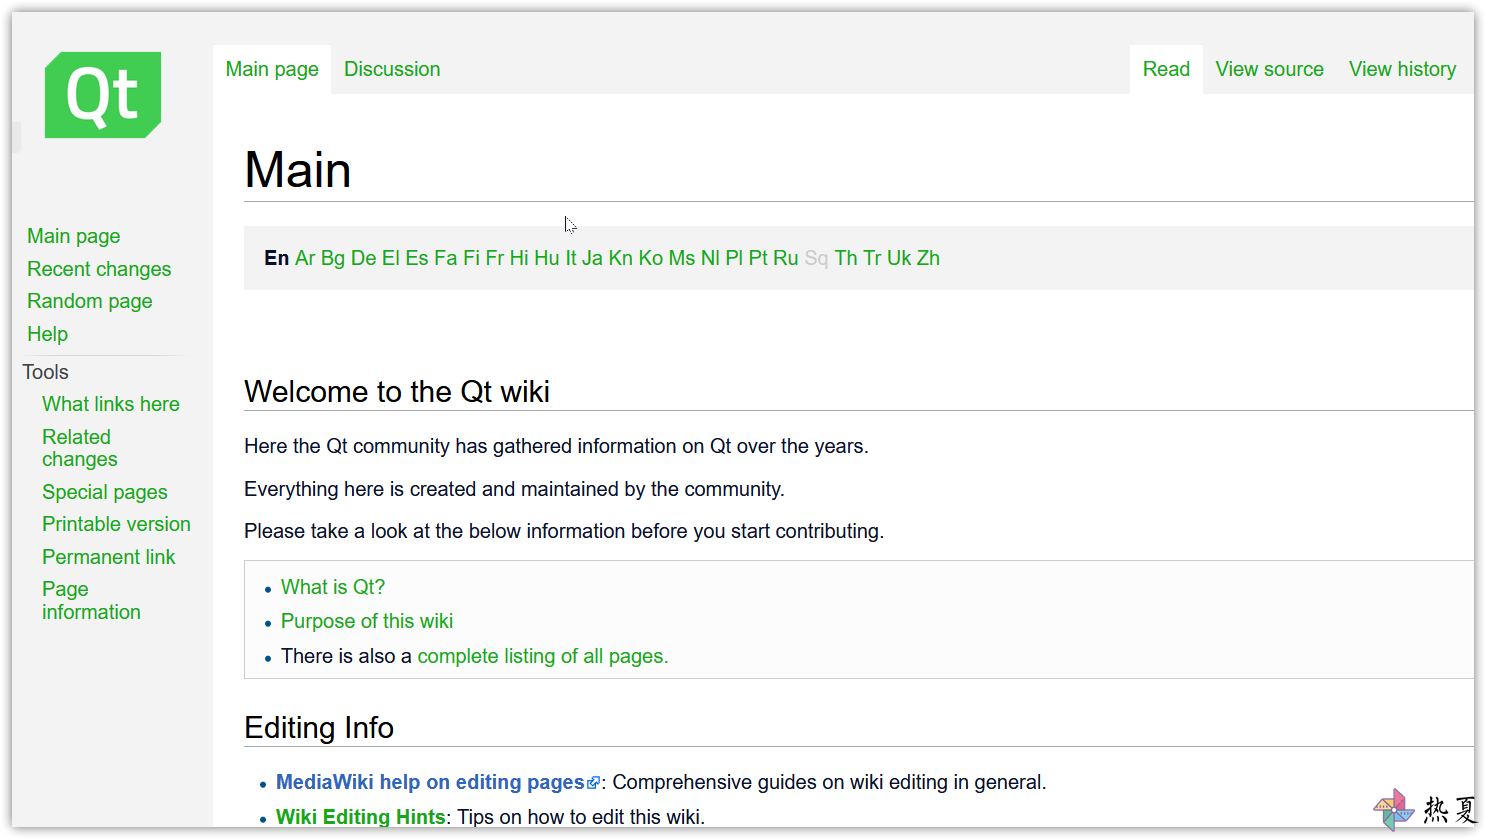 Qt
Main page
Discussion
Read
View source
View history
Main
En Ar Bg De El Es Fa Fi Fr Hi Hu It Ja Kn Ko Ms Nl Pl Pt Ru Sq Th Tr Uk Zh
Main page
Recent changes
Random page
Help
Tools
What links here
Related
changes
Special pages
Printable version
Permanent link
Page
information
Welcome to the Qt wiki
Here the Qt community has gathered information on Qt over the years.
Everything here is created and maintained by the community.
Please take a look at the below information before you start contributing.
What is Qt?
Purpose of this wiki
There is also a complete listing of all pages.
Editing Info
MediaWiki help on editing pages: Comprehensive guides on wiki editing in general.
Wiki Editing Hints: Tips on how to edit this wiki.
热夏